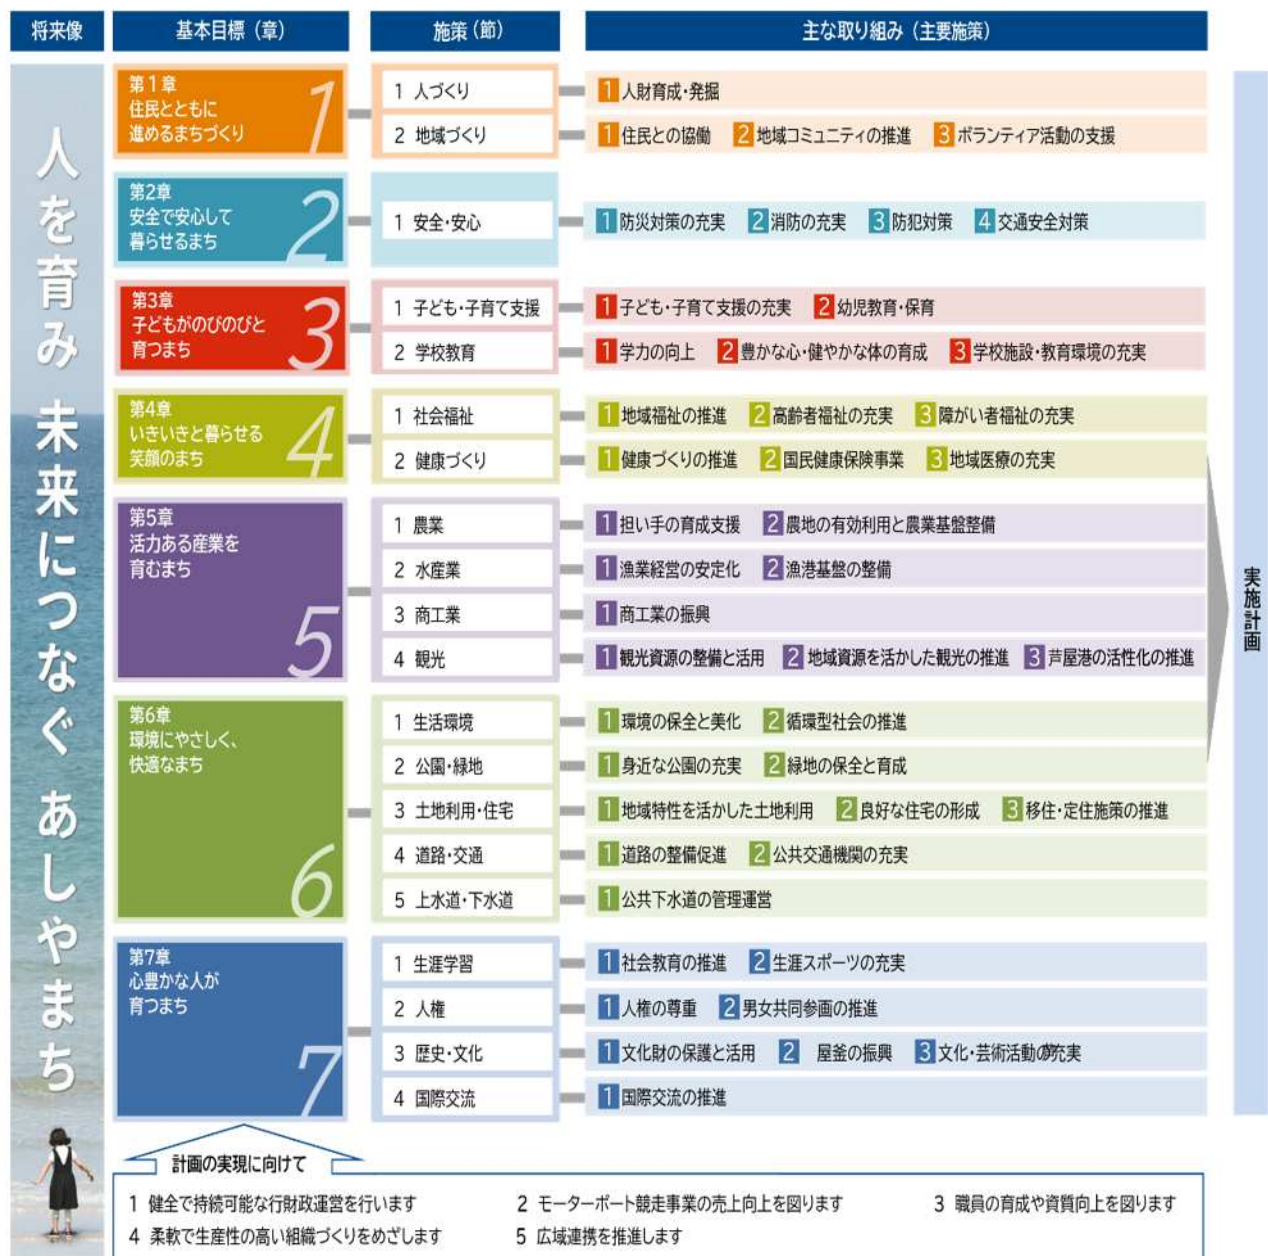 将来像
基本目標（章）
施策（節）
主な取り組み（主要施策）
人を育み 未来につなぐ あしやまち
第1章
住民とともに
進めるまちづくり
1
1 人づくり
1 人財育成・発掘
2 地域づくり
1 住民との協働 2 地域コミュニティの推進 3 ボランティア活動の支援
第2章
安全で安心して
暮らせるまち
2
1 安全・安心
1 防災対策の充実 2 消防の充実 3 防犯対策 4 交通安全対策
第3章
子どもがのびのびと
育つまち
3
1 子ども・子育て支援
1 子ども・子育て支援の充実 2 幼児教育・保育
2 学校教育
1 学力の向上 2 豊かな心・健やかな体の育成 3 学校施設・教育環境の充実
第4章
いきいきと暮らせる
笑顔のまち
4
1 社会福祉
1 地域福祉の推進 2 高齢者福祉の充実 3 障がい者福祉の充実
2 健康づくり
1 健康づくりの推進 2 国民健康保険事業 3 地域医療の充実
第5章
活力ある産業を
育むまち
5
1 農業
1 担い手の育成支援 2 農地の有効利用と農業基盤整備
2 水産業
1 漁業経営の安定化 2 漁港基盤の整備
3 商工業
1 商工業の振興
4 観光
1 観光資源の整備と活用 2 地域資源を活かした観光の推進 3 芦屋港の活性化の推進
第6章
環境にやさしく、
快適なまち
6
1 生活環境
1 環境の保全と美化 2 循環型社会の推進
2 公園・緑地
1 身近な公園の充実 2 緑地の保全と育成
3 土地利用・住宅
1 地域特性を活かした土地利用 2 良好な住宅の形成 3 移住・定住施策の推進
4 道路・交通
1 道路の整備促進 2 公共交通機関の充実
5 上水道・下水道
1 公共下水道の管理運営
第7章
心豊かな人が
育つまち
7
1 生涯学習
1 社会教育の推進 2 生涯スポーツの充実
2 人権
1 人権の尊重 2 男女共同参画の推進
3 歴史・文化
1 文化財の保護と活用 2 屋釜の振興 3 文化・芸術活動の充実
4 国際交流
1 国際交流の推進
実施計画
計画の実現に向けて
1 健全で持続可能な行財政運営を行います 2 モーターボート競走事業の売上向上を図ります 3 職員の育成や資質向上を図ります
4 柔軟で生産性の高い組織づくりをめざします 5 広域連携を推進します